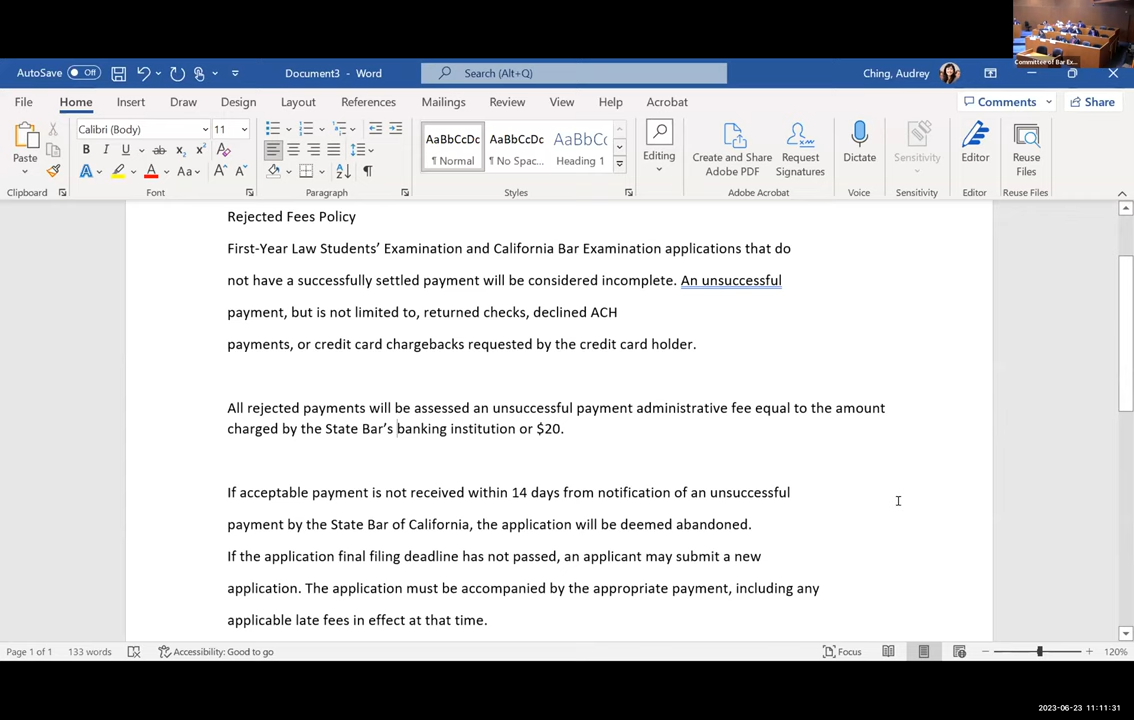 Committee of Bar Ex...
AutoSave Off Document3 - Word Search (Alt+Q) Ching, Audrey
File Home Insert Draw Design Layout References Mailings Review View Help Acrobat Comments Share
Calibri (Body) 11
AaBbCcDc AaBbCcDc AaBbCc
¶ Normal ¶ No Spac... Heading 1
Paste
B I U ab x₂ x²
A A Aa A A
Editing
Create and Share Adobe PDF
Request Signatures
Dictate
Sensitivity
Editor
Reuse Files
Clipboard Font Paragraph Styles Adobe Acrobat Voice Sensitivity Editor Reuse Files
Rejected Fees Policy
First-Year Law Students’ Examination and California Bar Examination applications that do
not have a successfully settled payment will be considered incomplete. An unsuccessful
payment, but is not limited to, returned checks, declined ACH
payments, or credit card chargebacks requested by the credit card holder.
All rejected payments will be assessed an unsuccessful payment administrative fee equal to the amount
charged by the State Bar’s banking institution or $20.
If acceptable payment is not received within 14 days from notification of an unsuccessful
payment by the State Bar of California, the application will be deemed abandoned.
If the application final filing deadline has not passed, an applicant may submit a new
application. The application must be accompanied by the appropriate payment, including any
applicable late fees in effect at that time.
Page 1 of 1 133 words Accessibility: Good to go Focus 120%
2023-06-23 11:11:31